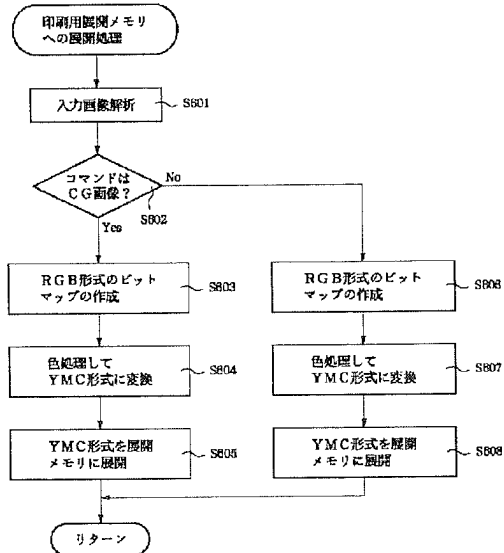 印刷用展開メモリ
への展開処理
入力画像解析
S601
コマンドは
CG画像?
No
S602
Yes
RGB形式のビット
マップの作成
S603
RGB形式のビット
マップの作成
S606
色処理して
YMC形式に変換
S604
色処理して
YMC形式に変換
S607
YMC形式を展開
メモリに展開
S605
YMC形式を展開
メモリに展開
S608
リターン